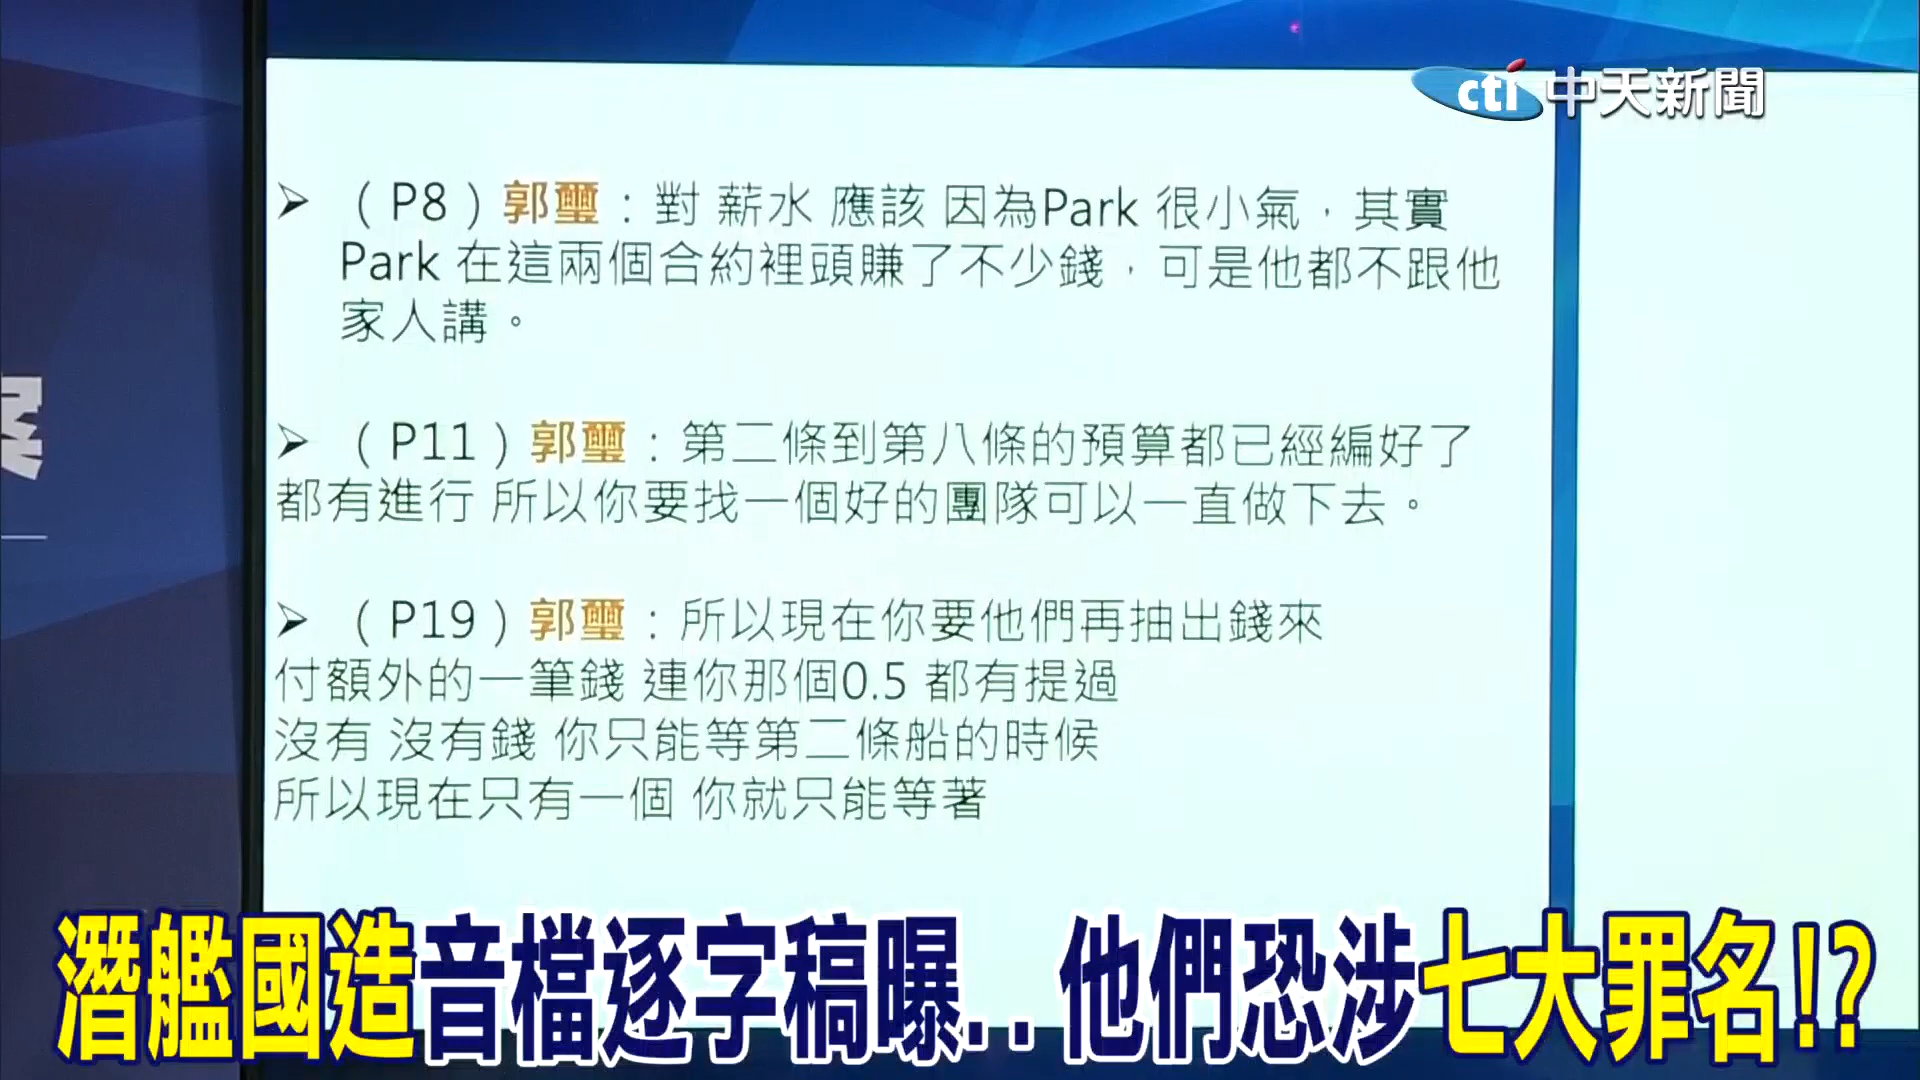 cti 中天新聞
案
➢ （P8）郭璽：對 薪水 應該 因為Park 很小氣，其實
Park 在這兩個合約裡頭賺了不少錢，可是他都不跟他
家人講。
➢ （P11）郭璽：第二條到第八條的預算都已經編好了
都有進行 所以你要找一個好的團隊可以一直做下去。
➢ （P19）郭璽：所以現在你要他們再抽出錢來
付額外的一筆錢 連你那個0.5 都有提過
沒有 沒有錢 你只能等第二條船的時候
所以現在只有一個 你就只能等著
潛艦國造音檔逐字稿曝.. 他們恐涉七大罪名!?